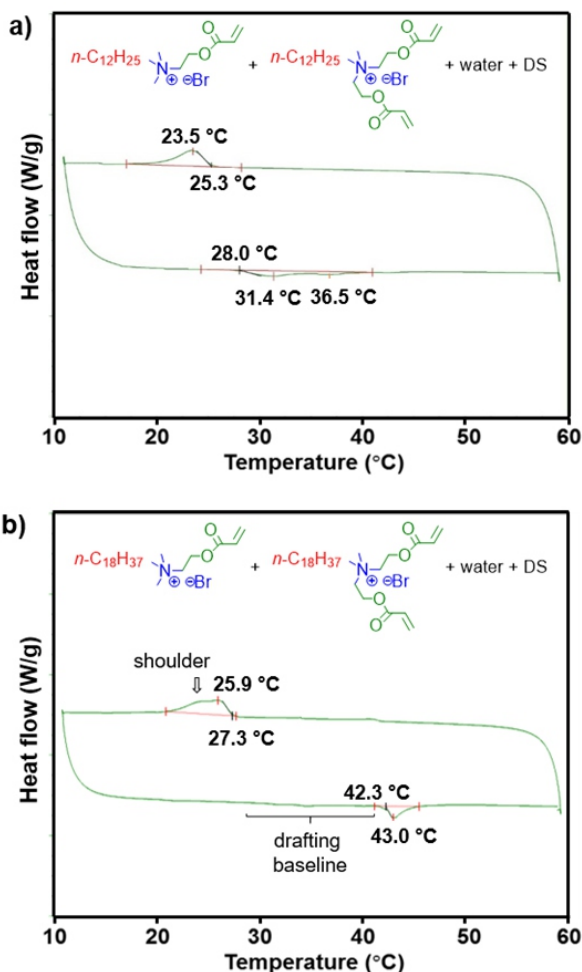 a)
n-C12H25
N
⊕ ⊖Br
O
O
+
n-C12H25
N
⊕ ⊖Br
O
O
O
O
+ water + DS
23.5 °C
25.3 °C
28.0 °C
31.4 °C
36.5 °C
Heat flow (W/g)
10
20
30
40
50
60
Temperature (°C)
b)
n-C18H37
N
⊕ ⊖Br
O
O
+
n-C18H37
N
⊕ ⊖Br
O
O
O
O
+ water + DS
shoulder
25.9 °C
27.3 °C
42.3 °C
43.0 °C
drafting
baseline
Heat flow (W/g)
10
20
30
40
50
60
Temperature (°C)